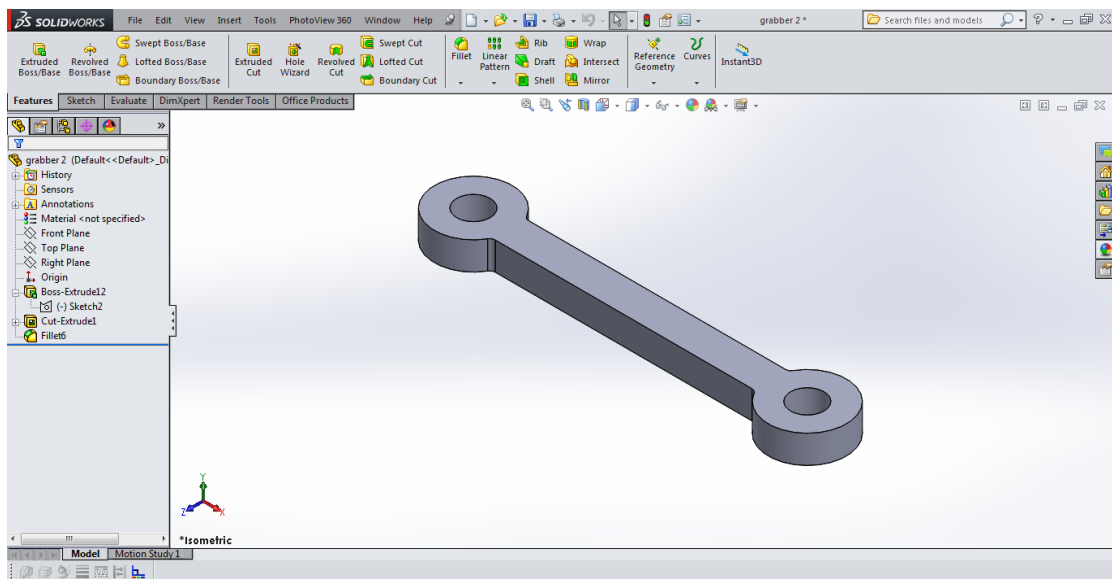 SOLIDWORKS File Edit View Insert Tools PhotoView 360 Window Help grabber 2 * Search files and models
Extruded Boss/Base
Revolved Boss/Base
Swept Boss/Base
Lofted Boss/Base
Boundary Boss/Base
Extruded Cut
Hole Wizard
Revolved Cut
Swept Cut
Lofted Cut
Boundary Cut
Fillet
Linear Pattern
Rib
Draft
Shell
Wrap
Intersect
Mirror
Reference Geometry
Curves
Instant3D
Features Sketch Evaluate DimXpert Render Tools Office Products
grabber 2 (Default<<Default>_Di
History
Sensors
Annotations
Material <not specified>
Front Plane
Top Plane
Right Plane
Origin
Boss-Extrude12
(-) Sketch2
Cut-Extrude1
Fillet6
Y
Z X
*Isometric
Model Motion Study 1